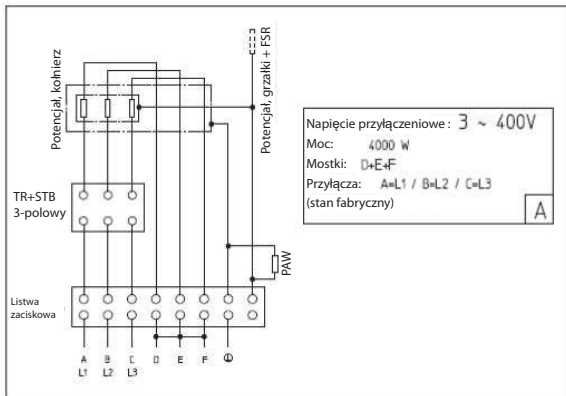 Potencjał, kołnierz
Potencjał, grzałki + FSR
TR+STB
3-polowy
PAW
Listwa
zaciskowa
A B C D E F
L1 L2 L3
Napięcie przyłączeniowe : 3 ~ 400V
Moc: 4000 W
Mostki: D+E+F
Przyłącza: A=L1 / B=L2 / C=L3
(stan fabryczny)
A